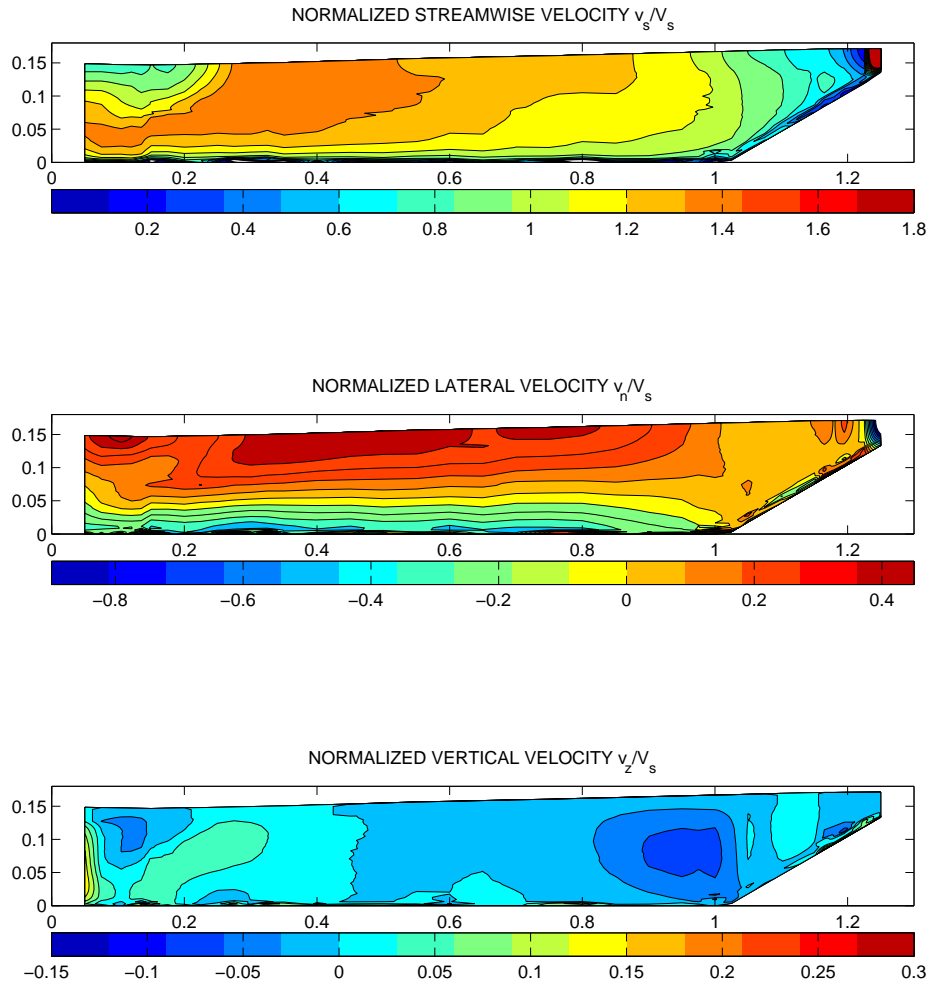 NORMALIZED STREAMWISE VELOCITY v_s/V_s
0.15
0.1
0.05
0
0 0.2 0.4 0.6 0.8 1 1.2
0.2 0.4 0.6 0.8 1 1.2 1.4 1.6 1.8
NORMALIZED LATERAL VELOCITY v_n/V_s
0.15
0.1
0.05
0
0 0.2 0.4 0.6 0.8 1 1.2
−0.8 −0.6 −0.4 −0.2 0 0.2 0.4
NORMALIZED VERTICAL VELOCITY v_z/V_s
0.15
0.1
0.05
0
0 0.2 0.4 0.6 0.8 1 1.2
−0.15 −0.1 −0.05 0 0.05 0.1 0.15 0.2 0.25 0.3